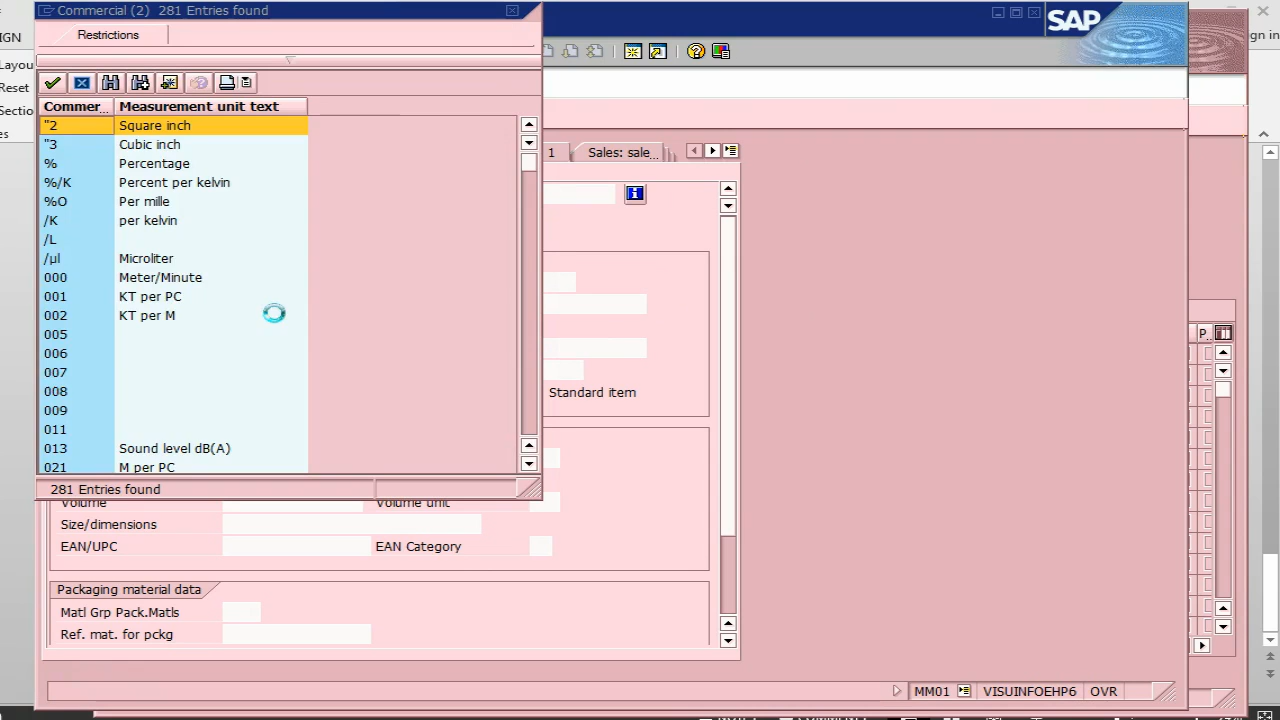 Commercial (2) 281 Entries found
SAP
IGN
gn in
Restrictions
Layou
Reset
Sectio
Commer... Measurement unit text
"2 Square inch
"3 Cubic inch
% Percentage
%/K Percent per kelvin
%O Per mille
/K per kelvin
/L
/µl Microliter
000 Meter/Minute
001 KT per PC
002 KT per M
005
006
007
008
009
011
013 Sound level dB(A)
021 M per PC
281 Entries found
1 Sales: sale...
P..
Standard item
Volume Volume unit
Size/dimensions
EAN/UPC EAN Category
Packaging material data
Matl Grp Pack.Matls
Ref. mat. for pckg
MM01 VISUINFOEHP6 OVR